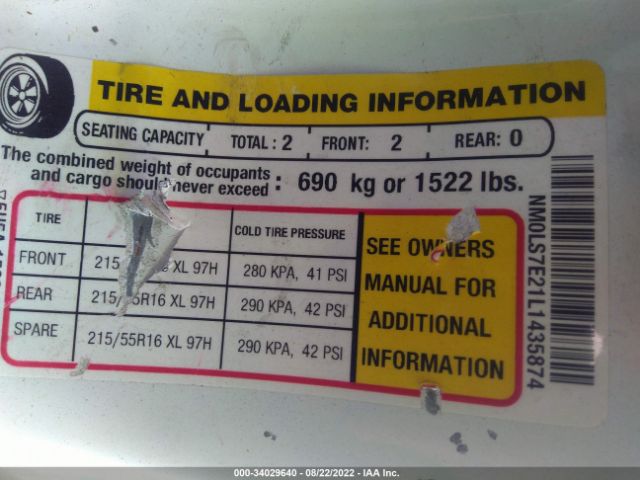 TIRE AND LOADING INFORMATION
SEATING CAPACITY TOTAL : 2 FRONT: 2 REAR: 0
The combined weight of occupants
and cargo should never exceed : 690 kg or 1522 lbs.
TIRE COLD TIRE PRESSURE
FRONT 215 XL 97H 280 KPA, 41 PSI
REAR 215/55R16 XL 97H 290 KPA, 42 PSI
SPARE 215/55R16 XL 97H 290 KPA, 42 PSI
SEE OWNERS
MANUAL FOR
ADDITIONAL
INFORMATION
NM0LS7E21L1435874
000-34029640 - 08/22/2022 - IAA Inc.